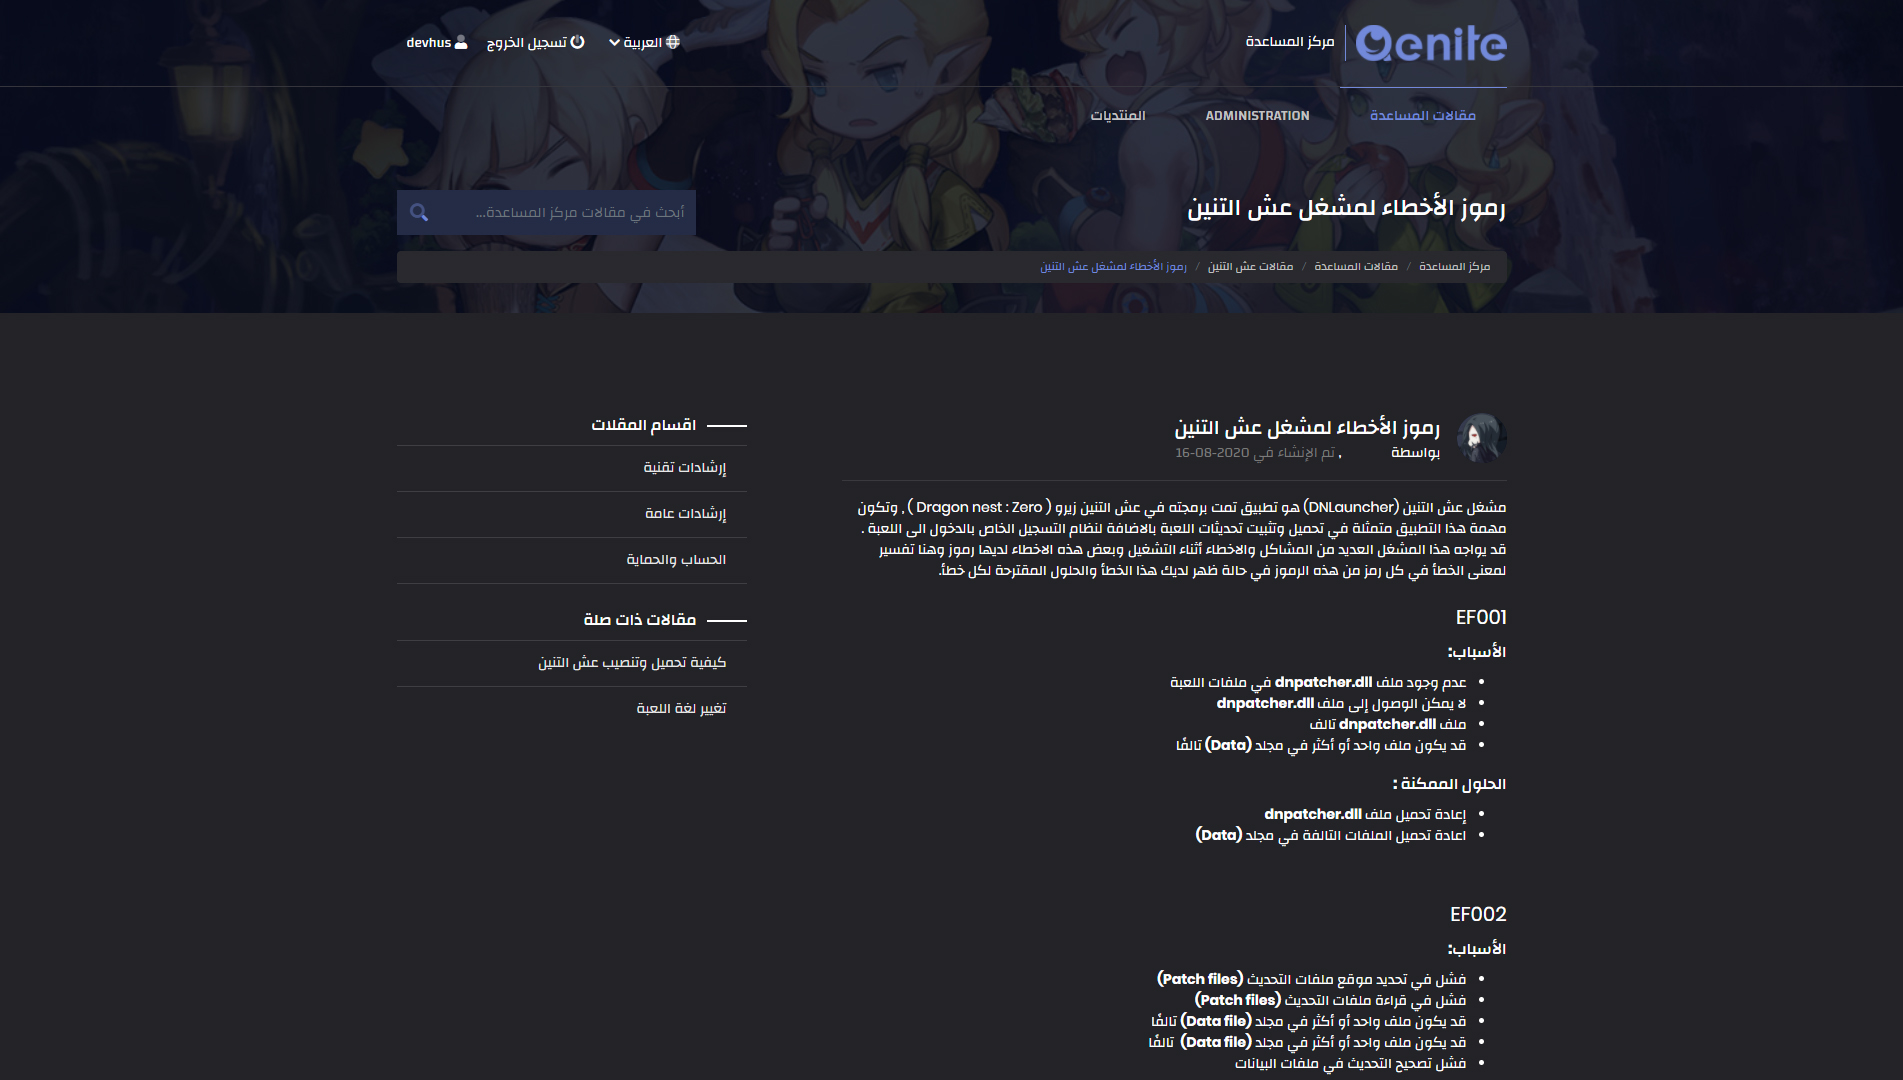 Qenite
مركز المساعدة
العربية
تسجيل الخروج
devhus
مقالات المساعدة
ADMINISTRATION
المنتديات
رموز الأخطاء لمشغل عش التنين
أبحث في مقالات مركز المساعدة...
مركز المساعدة / مقالات المساعدة / مقالات عش التنين / رموز الأخطاء لمشغل عش التنين
رموز الأخطاء لمشغل عش التنين
بواسطة , تم الإنشاء في 2020-08-16
مشغل عش التنين (DNLauncher) هو تطبيق تمت برمجته في عش التنين زيرو ( Dragon nest : Zero ) , وتكون
مهمة هذا التطبيق متمثلة في تحميل وتثبيت تحديثات اللعبة بالاضافة لنظام التسجيل الخاص بالدخول الى اللعبة .
قد يواجه هذا المشغل العديد من المشاكل والاخطاء أثناء التشغيل وبعض هذه الاخطاء لديها رموز وهنا تفسير
لمعنى الخطأ في كل رمز من هذه الرموز في حالة ظهر لديك هذا الخطأ والحلول المقترحة لكل خطأ.
EF001
الأسباب:
• عدم وجود ملف dnpatcher.dll في ملفات اللعبة
• لا يمكن الوصول إلى ملف dnpatcher.dll
• ملف dnpatcher.dll تالف
• قد يكون ملف واحد أو أكثر في مجلد (Data) تالفًا
الحلول الممكنة :
• إعادة تحميل ملف dnpatcher.dll
• اعادة تحميل الملفات التالفة في مجلد (Data)
EF002
الأسباب:
• فشل في تحديد موقع ملفات التحديث (Patch files)
• فشل في قراءة ملفات التحديث (Patch files)
• قد يكون ملف واحد أو أكثر في مجلد (Data file) تالفًا
• قد يكون ملف واحد أو أكثر في مجلد (Data file) تالفًا
• فشل تصحيح التحديث في ملفات البيانات
اقسام المقلات
إرشادات تقنية
إرشادات عامة
الحساب والحماية
مقالات ذات صلة
كيفية تحميل وتنصيب عش التنين
تغيير لغة اللعبة